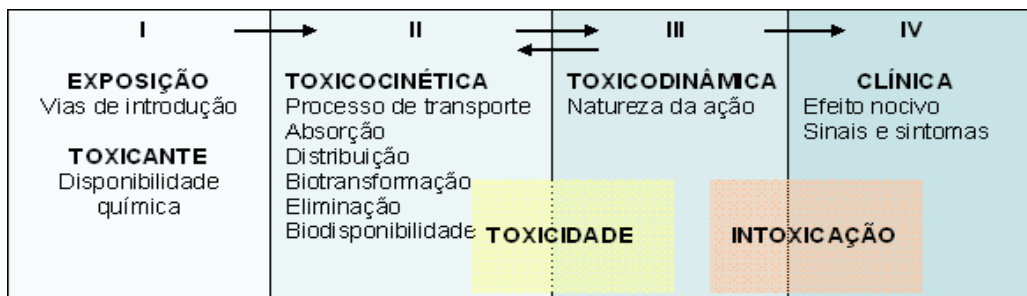 I
EXPOSIÇÃO
Vias de introdução
TOXICANTE
Disponibilidade
química
II
TOXICOCINÉTICA
Processo de transporte
Absorção
Distribuição
Biotransformação
Eliminação
Biodisponibilidade
III
TOXICODINÂMICA
Natureza da ação
IV
CLÍNICA
Efeito nocivo
Sinais e sintomas
TOXICIDADE
INTOXICAÇÃO